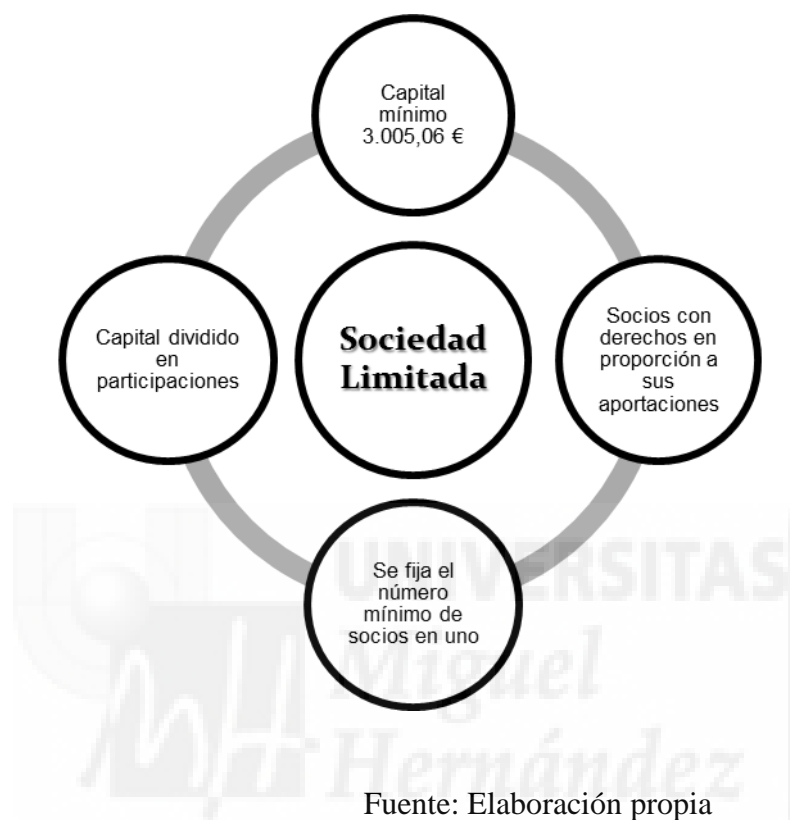 Capital
mínimo
3.005,06 €
Capital dividido
en
participaciones
Sociedad
Limitada
Socios con
derechos en
proporción a
sus
aportaciones
Se fija el
número
mínimo de
socios en uno
UNIVERSITAS
Miguel
Hernández
Fuente: Elaboración propia